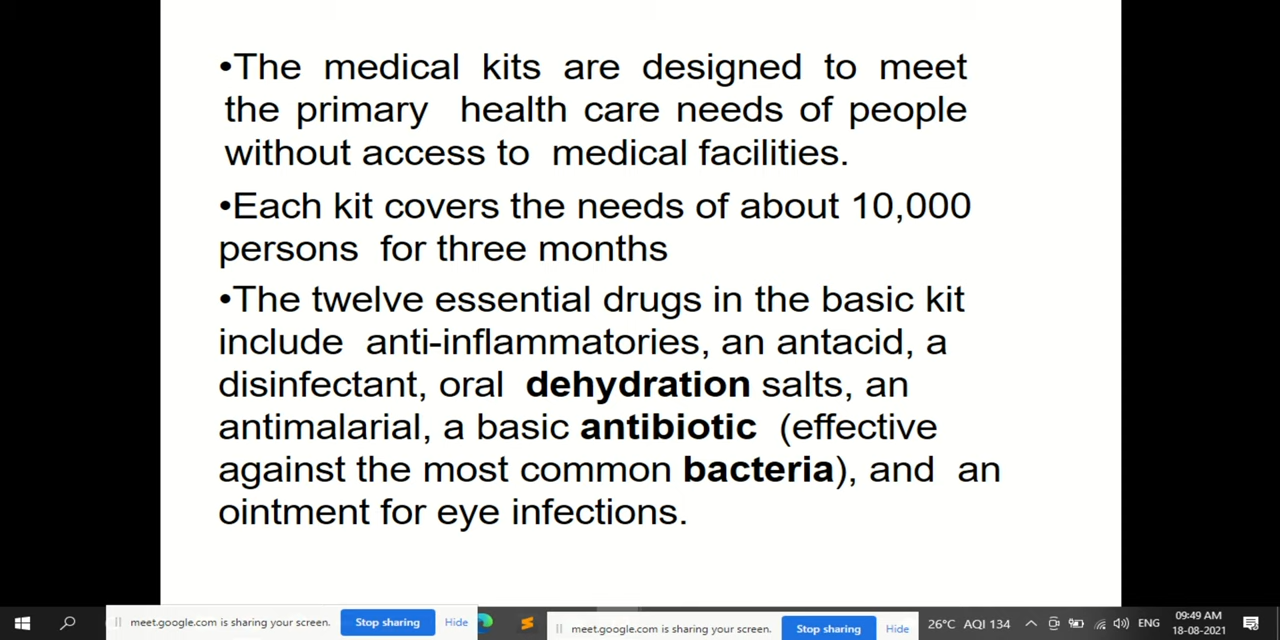 •The medical kits are designed to meet
the primary health care needs of people
without access to medical facilities.
•Each kit covers the needs of about 10,000
persons for three months
•The twelve essential drugs in the basic kit
include anti-inflammatories, an antacid, a
disinfectant, oral dehydration salts, an
antimalarial, a basic antibiotic (effective
against the most common bacteria), and an
ointment for eye infections.
meet.google.com is sharing your screen. Stop sharing Hide
meet.google.com is sharing your screen. Stop sharing Hide
26°C AQI 134 ENG 09:49 AM
18-08-2021